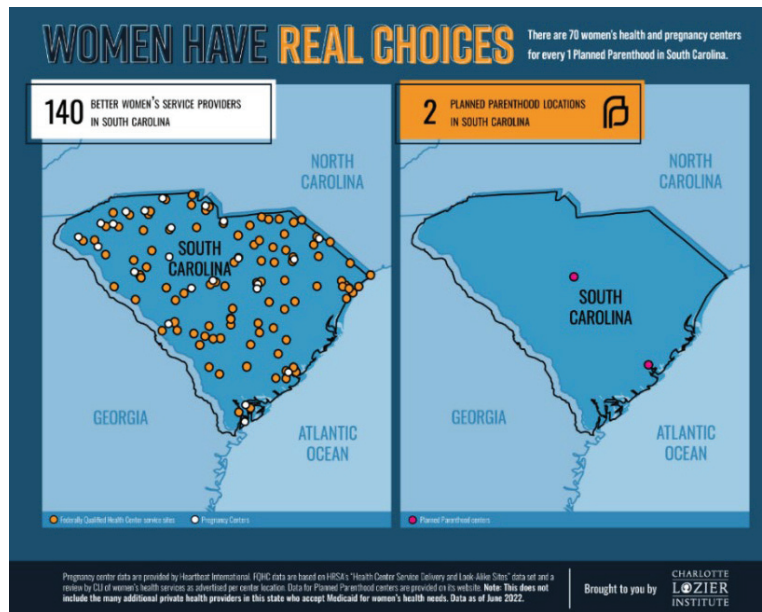 WOMEN HAVE REAL CHOICES
There are 70 women's health and pregnancy centers
for every 1 Planned Parenthood in South Carolina.
140
BETTER WOMEN'S SERVICE PROVIDERS
IN SOUTH CAROLINA
NORTH
CAROLINA
SOUTH
CAROLINA
GEORGIA
ATLANTIC
OCEAN
Federally Qualified Health Center service sites
Pregnancy Centers
2
PLANNED PARENTHOOD LOCATIONS
IN SOUTH CAROLINA
NORTH
CAROLINA
SOUTH
CAROLINA
GEORGIA
ATLANTIC
OCEAN
Planned Parenthood centers
Pregnancy center data are provided by Heartbeat International. FQHC data are based on HRSA's "Health Center Service Delivery and Look-Alike Sites" data set and a
review by CLI of women's health services as advertised per center location. Data for Planned Parenthood centers are provided on its website. Note: This does not
include the many additional private health providers in this state who accept Medicaid for women's health needs. Data as of June 2022.
Brought to you by
CHARLOTTE
LOZIER
INSTITUTE